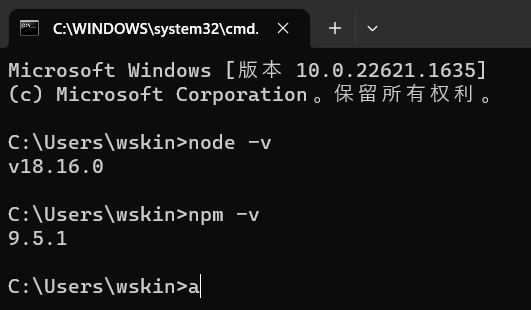 C:\WINDOWS\system32\cmd.
Microsoft Windows [版本 10.0.22621.1635]
(c) Microsoft Corporation。保留所有权利。
C:\Users\wskin>node -v
v18.16.0
C:\Users\wskin>npm -v
9.5.1
C:\Users\wskin>a